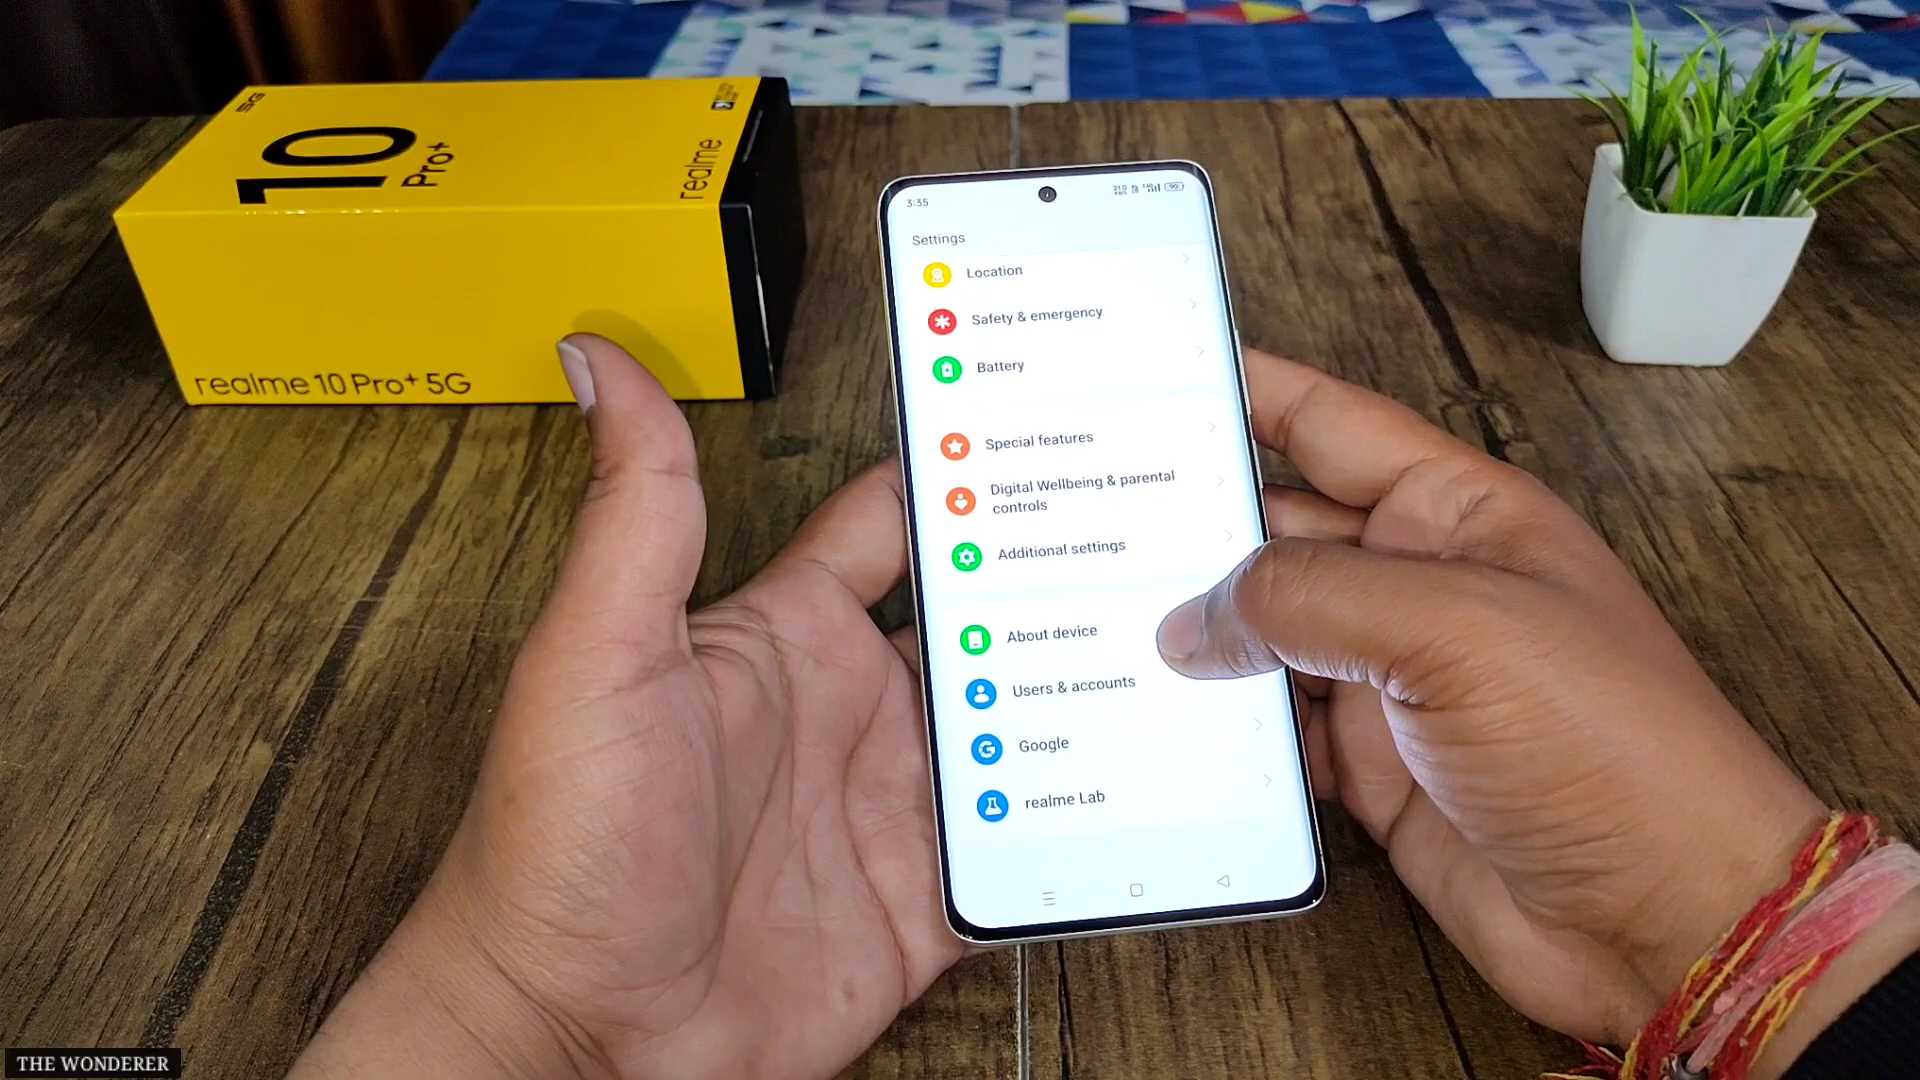 5G
10
Pro+
realme
realme 10 Pro+ 5G
3:35
90
Settings
Location
Safety & emergency
Battery
Special features
Digital Wellbeing & parental
controls
Additional settings
About device
Users & accounts
Google
realme Lab
THE WONDERER